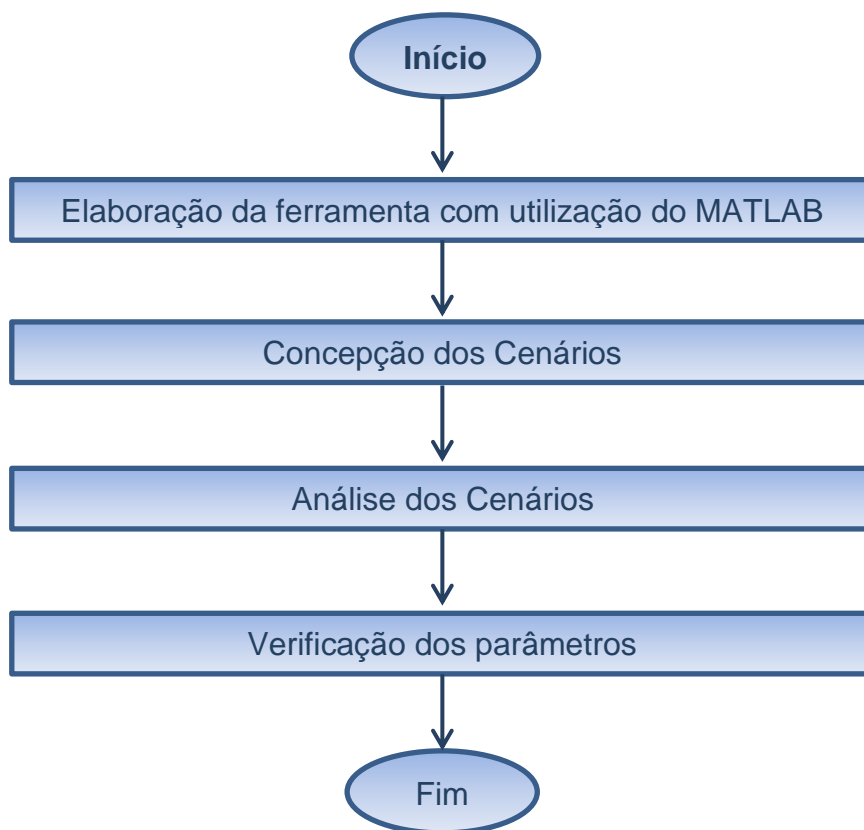 Início
Elaboração da ferramenta com utilização do MATLAB
Concepção dos Cenários
Análise dos Cenários
Verificação dos parâmetros
Fim